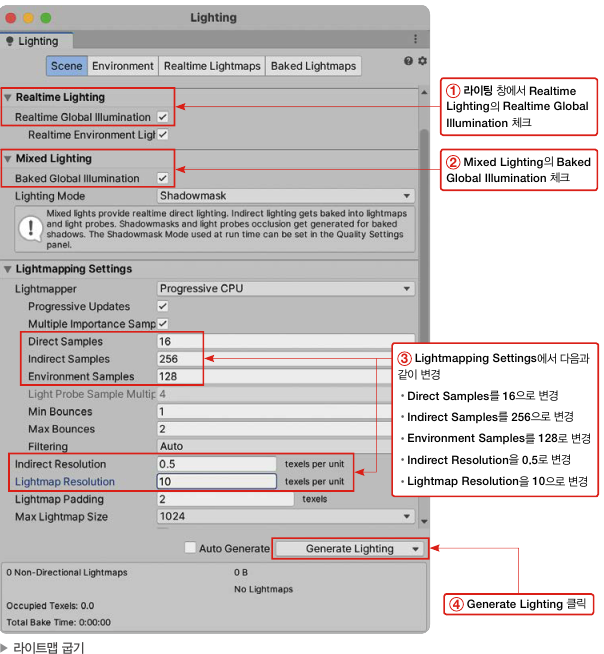 Lighting
Lighting
Scene Environment Realtime Lightmaps Baked Lightmaps
Realtime Lighting
Realtime Global Illumination
Realtime Environment Ligh
Mixed Lighting
Baked Global Illumination
Lighting Mode Shadowmask
Mixed lights provide realtime direct lighting. Indirect lighting gets baked into lightmaps
and light probes. Shadowmasks and light probes occlusion get generated for baked
shadows. The Shadowmask Mode used at run time can be set in the Quality Settings
panel.
Lightmapping Settings
Lightmapper Progressive CPU
Progressive Updates
Multiple Importance Samp
Direct Samples 16
Indirect Samples 256
Environment Samples 128
Light Probe Sample Multip 4
Min Bounces 1
Max Bounces 2
Filtering Auto
Indirect Resolution 0.5 texels per unit
Lightmap Resolution 10 texels per unit
Lightmap Padding 2 texels
Max Lightmap Size 1024
Auto Generate Generate Lighting
0 Non-Directional Lightmaps 0 B
No Lightmaps
Occupied Texels: 0.0
Total Bake Time: 0:00:00
① 라이팅 창에서 Realtime
Lighting의 Realtime Global
Illumination 체크
② Mixed Lighting의 Baked
Global Illumination 체크
③ Lightmapping Settings에서 다음과
같이 변경
• Direct Samples를 16으로 변경
• Indirect Samples를 256으로 변경
• Environment Samples를 128로 변경
• Indirect Resolution을 0.5로 변경
• Lightmap Resolution을 10으로 변경
④ Generate Lighting 클릭
▶ 라이트맵 굽기